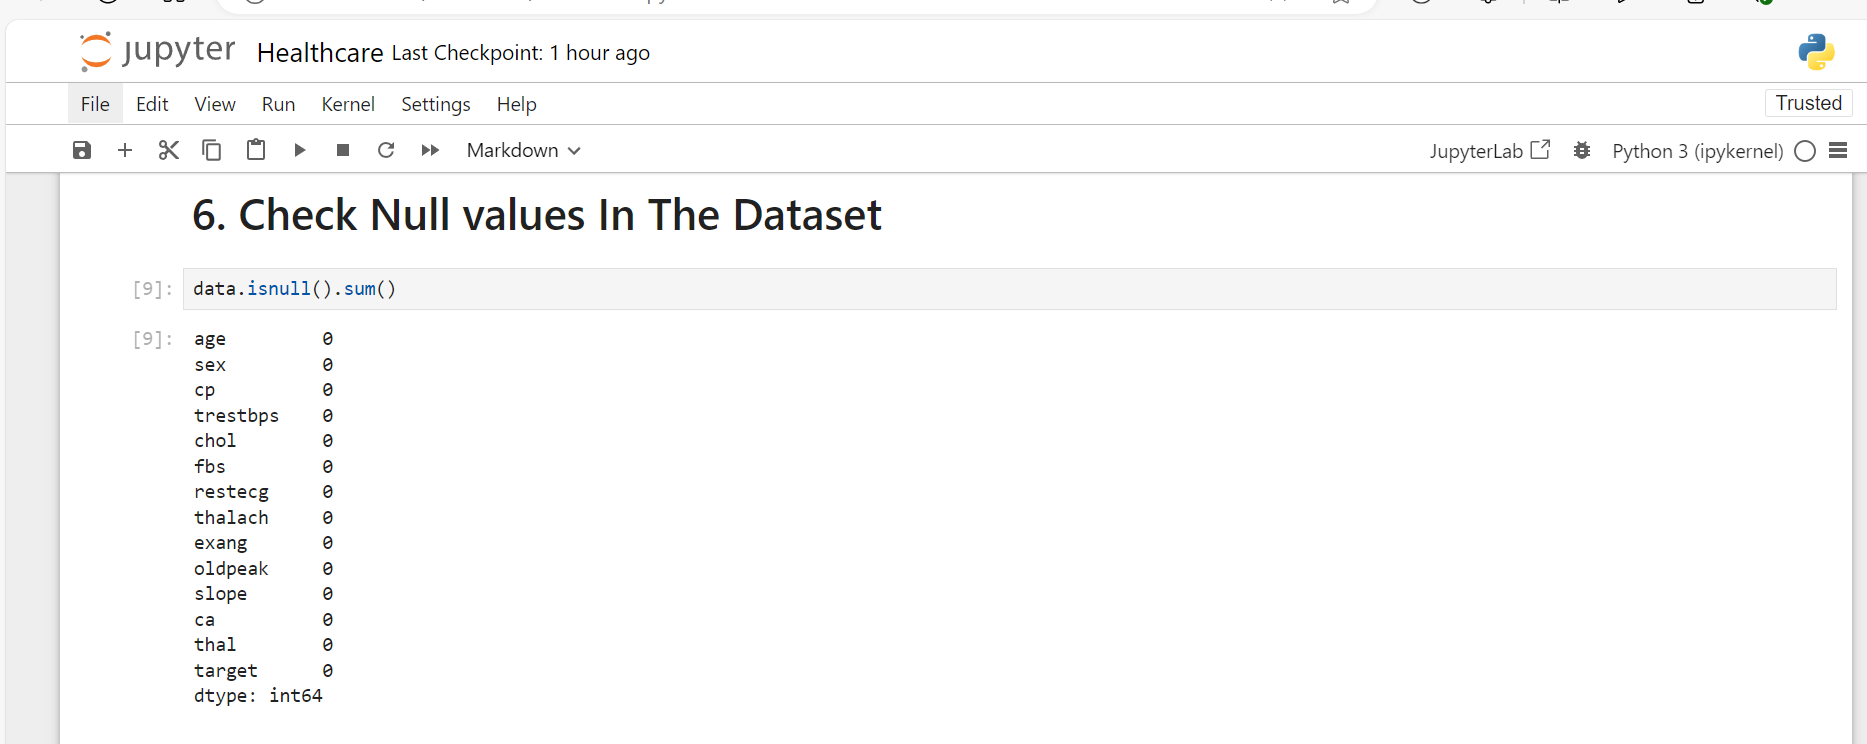 jupyter Healthcare Last Checkpoint: 1 hour ago
File Edit View Run Kernel Settings Help
Trusted
Markdown
JupyterLab Python 3 (ipykernel)
6. Check Null values In The Dataset
[9]: data.isnull().sum()
[9]: age 0
sex 0
cp 0
trestbps 0
chol 0
fbs 0
restecg 0
thalach 0
exang 0
oldpeak 0
slope 0
ca 0
thal 0
target 0
dtype: int64